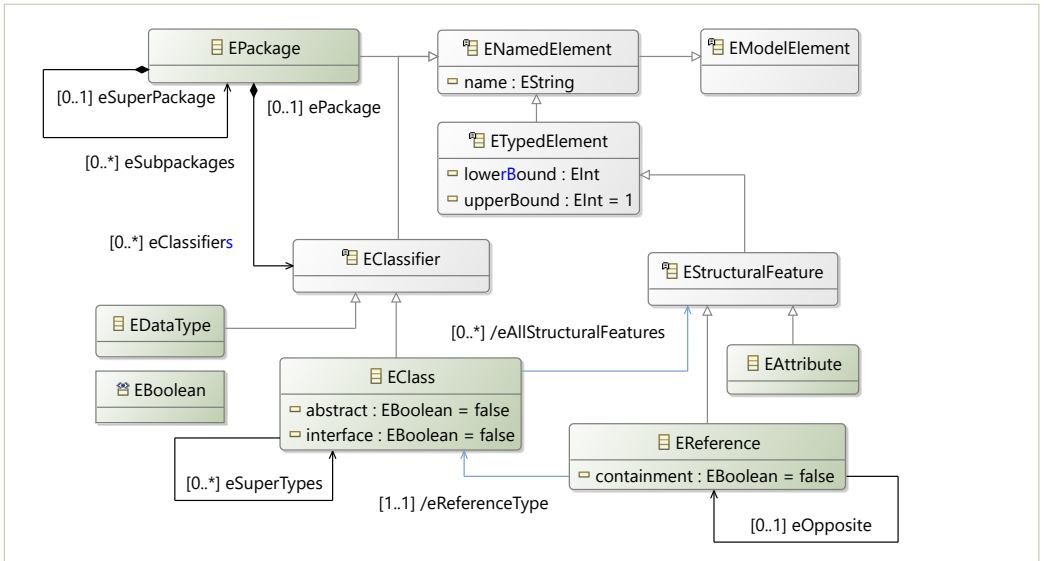 EPackage
ENamedElement
name : EString
EModelElement
[0..1] eSuperPackage
[0..1] ePackage
[0..*] eSubpackages
ETypedElement
lowerBound : EInt
upperBound : EInt = 1
[0..*] eClassifiers
EClassifier
EStructuralFeature
EDataType
[0..*] /eAllStructuralFeatures
EAttribute
EBoolean
EClass
abstract : EBoolean = false
interface : EBoolean = false
EReference
containment : EBoolean = false
[0..*] eSuperTypes
[1..1] /eReferenceType
[0..1] eOpposite